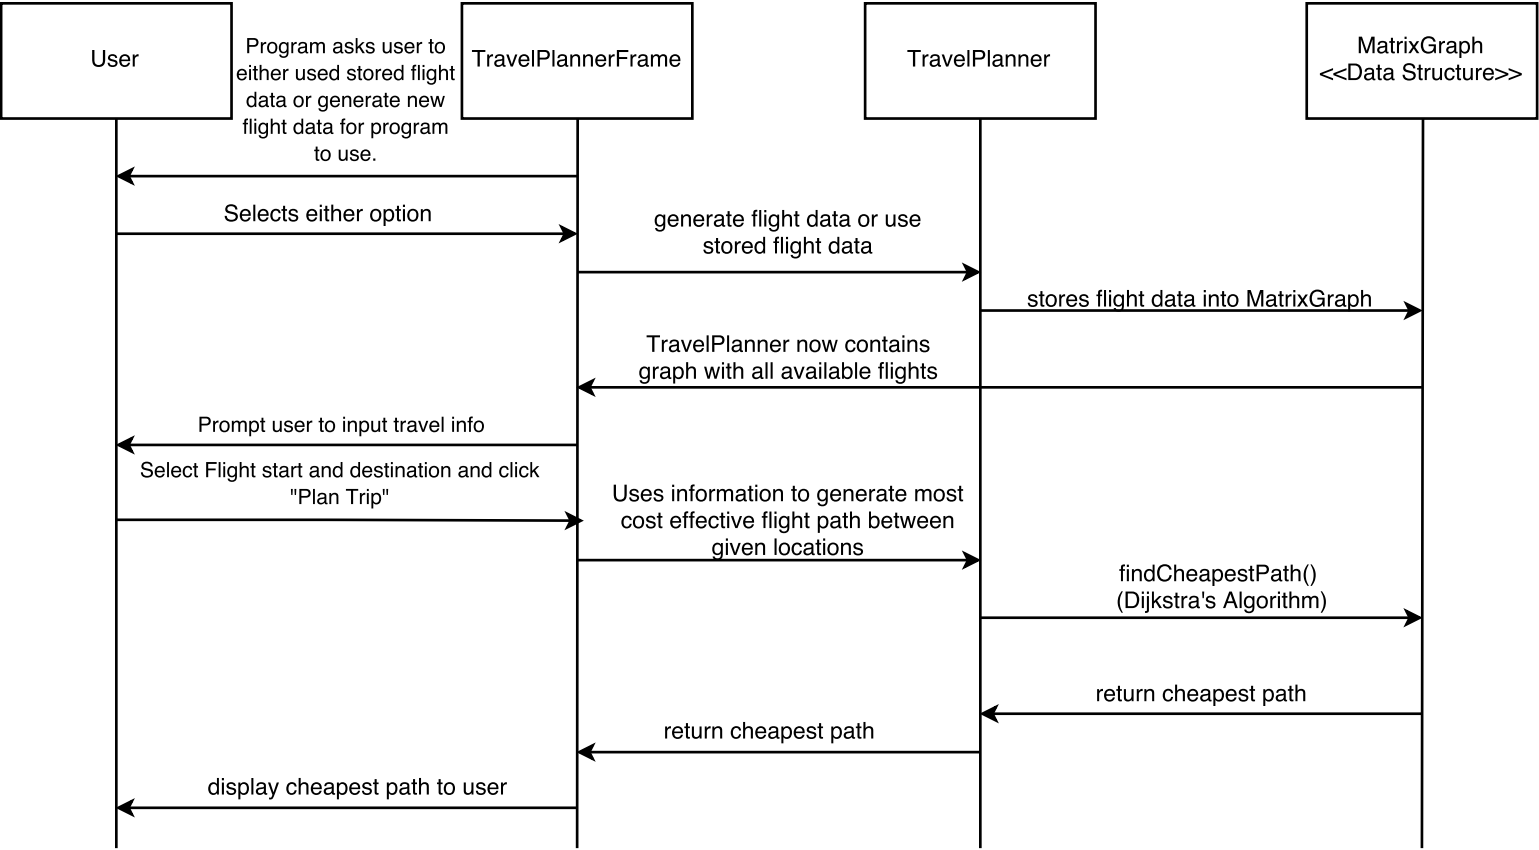 User
Program asks user to
either used stored flight
data or generate new
flight data for program
to use.
TravelPlannerFrame
TravelPlanner
MatrixGraph
<<Data Structure>>
Selects either option
generate flight data or use
stored flight data
stores flight data into MatrixGraph
TravelPlanner now contains
graph with all available flights
Prompt user to input travel info
Select Flight start and destination and click
"Plan Trip"
Uses information to generate most
cost effective flight path between
given locations
findCheapestPath()
(Dijkstra's Algorithm)
return cheapest path
return cheapest path
display cheapest path to user